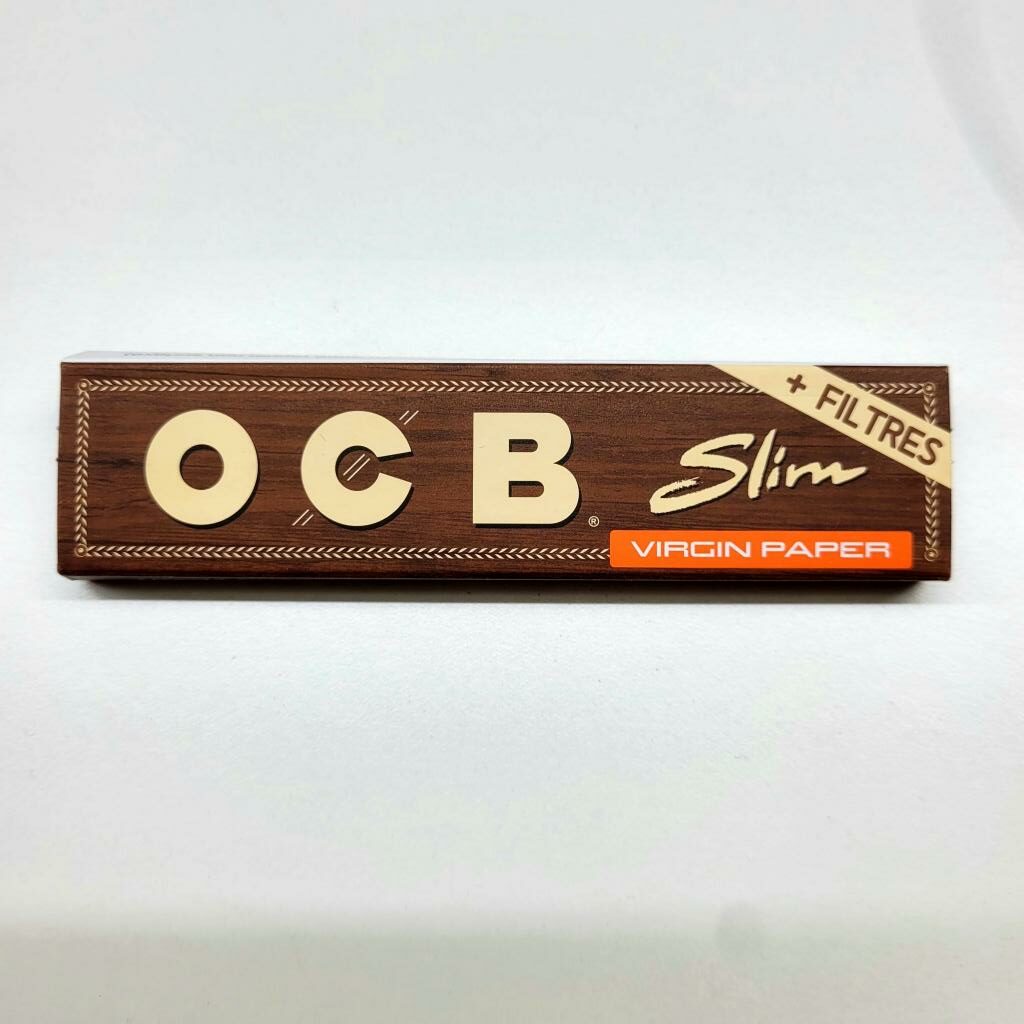 + FILTRES
OCB® Slim
VIRGIN PAPER